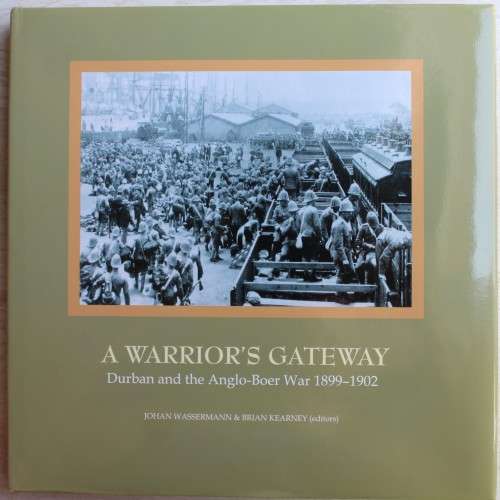 A WARRIOR'S GATEWAY
Durban and the Anglo-Boer War 1899–1902
JOHAN WASSERMANN & BRIAN KEARNEY (editors)